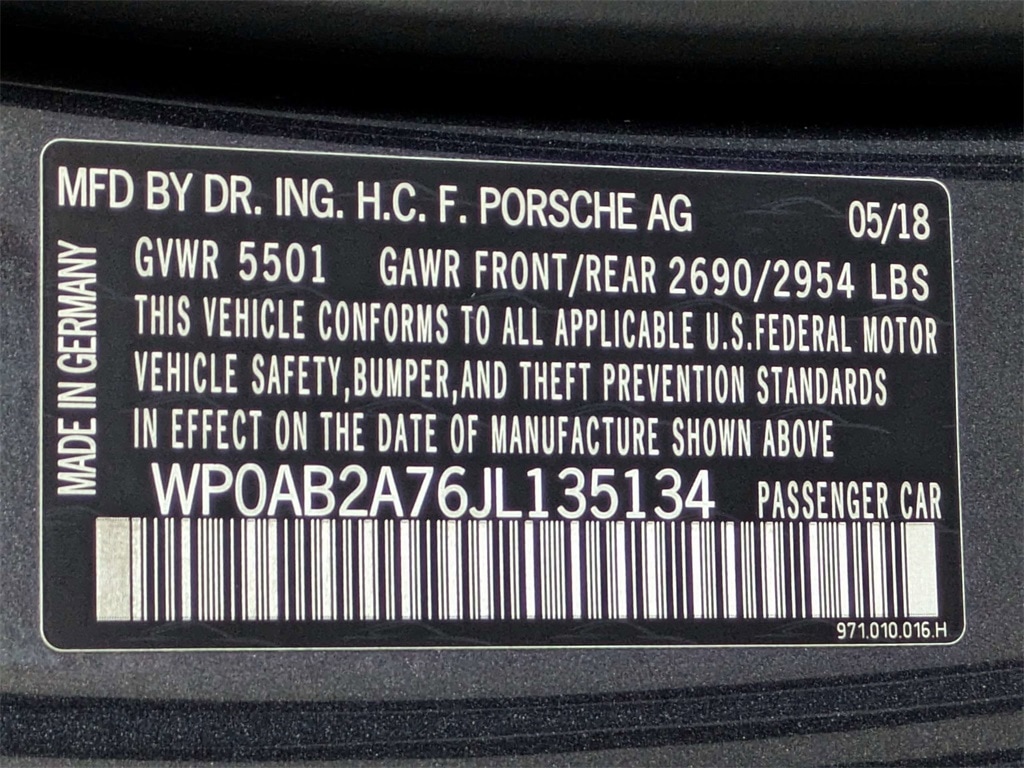 MFD BY DR. ING. H.C. F. PORSCHE AG 05/18
MADE IN GERMANY
GVWR 5501 GAWR FRONT/REAR 2690/2954 LBS
THIS VEHICLE CONFORMS TO ALL APPLICABLE U.S.FEDERAL MOTOR
VEHICLE SAFETY,BUMPER,AND THEFT PREVENTION STANDARDS
IN EFFECT ON THE DATE OF MANUFACTURE SHOWN ABOVE
WP0AB2A76JL135134 PASSENGER CAR
971.010.016.H